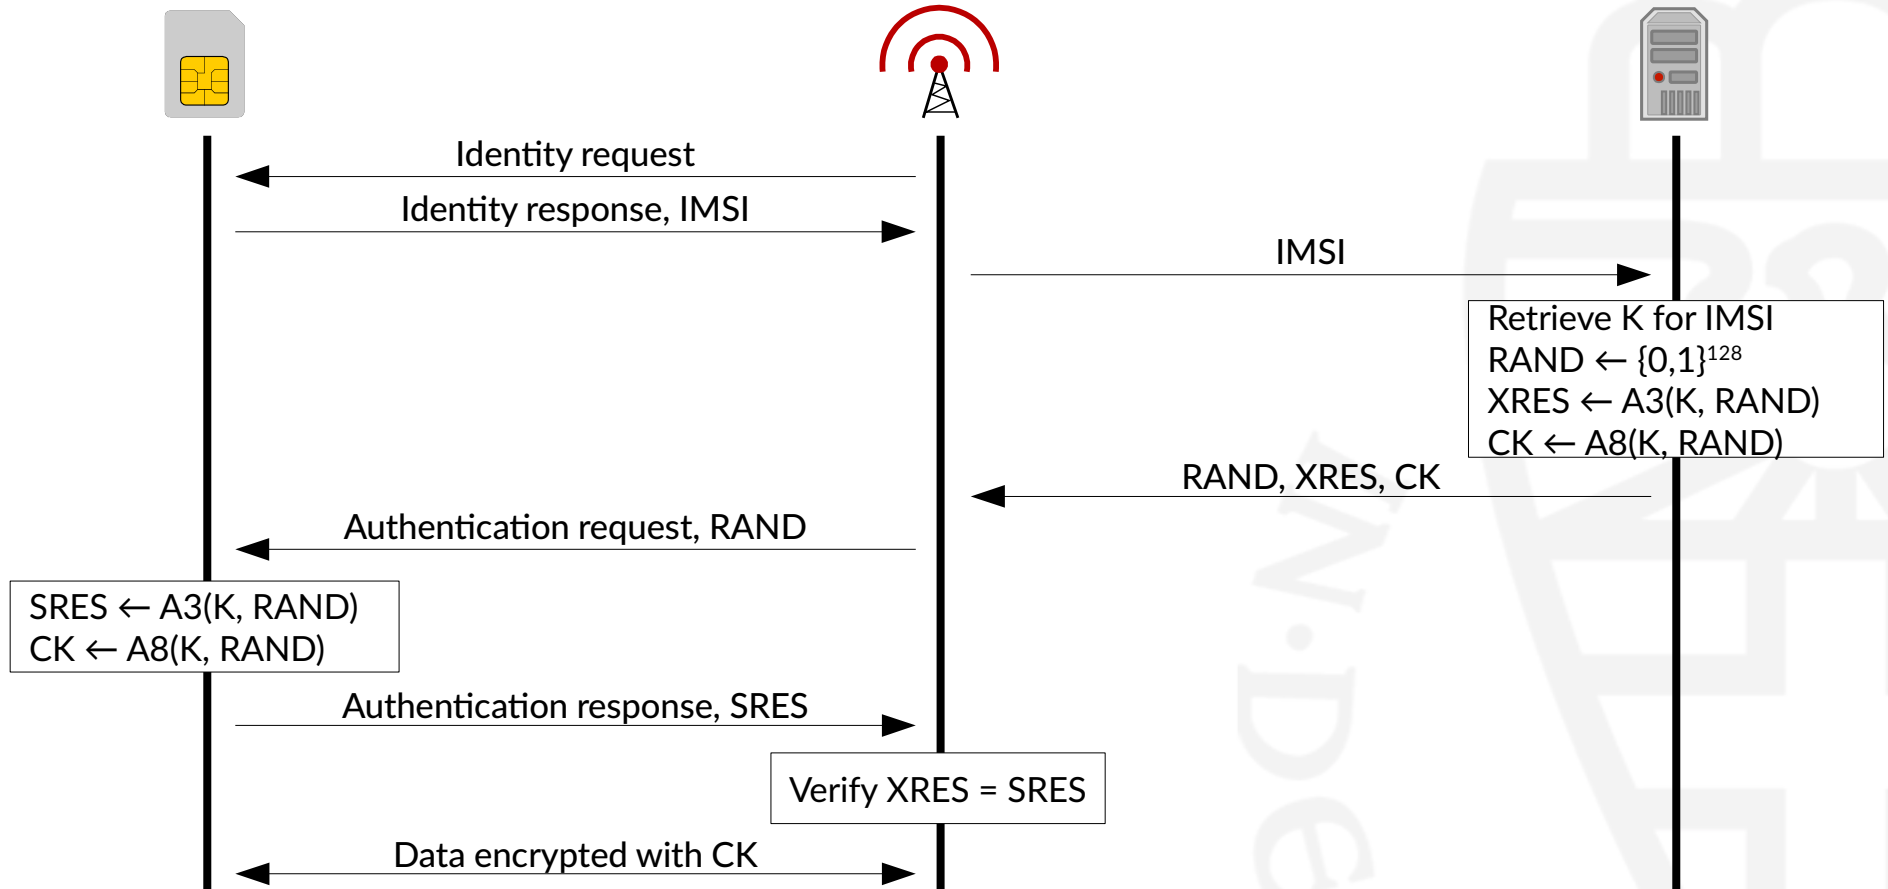 Identity request
Identity response, IMSI
IMSI
Retrieve K for IMSI
RAND ← {0,1}¹²⁸
XRES ← A3(K, RAND)
CK ← A8(K, RAND)
RAND, XRES, CK
Authentication request, RAND
SRES ← A3(K, RAND)
CK ← A8(K, RAND)
Authentication response, SRES
Verify XRES = SRES
Data encrypted with CK
IN·De